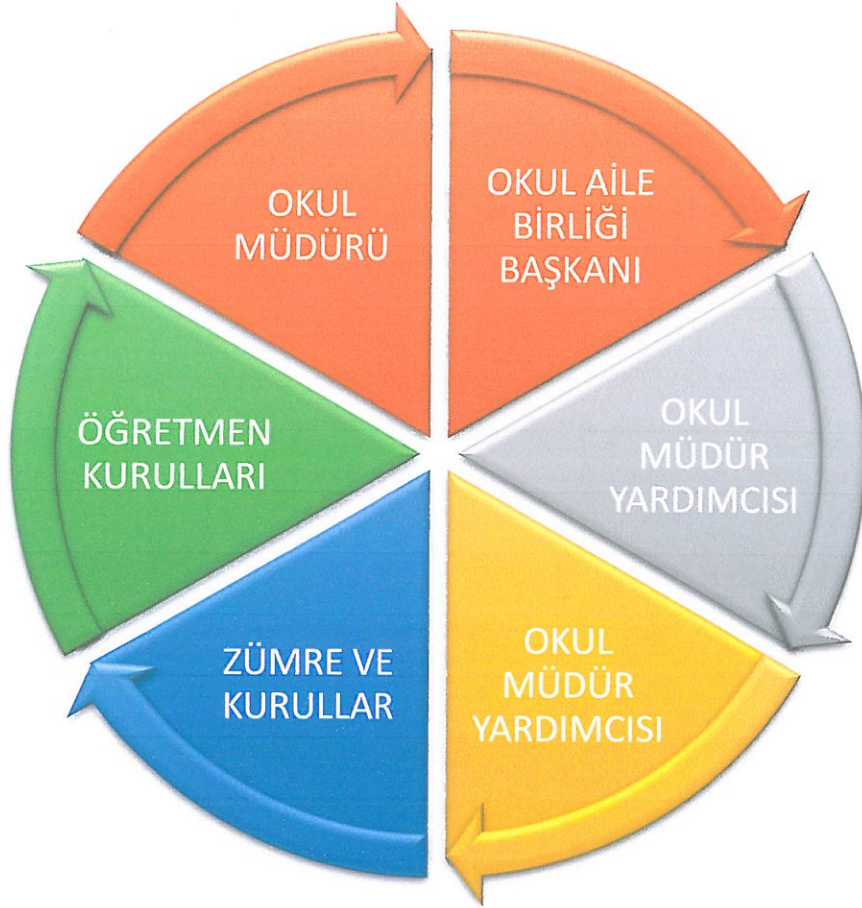 OKUL
MÜDÜRÜ
OKUL AİLE
BİRLİĞİ
BAŞKANI
OKUL
MÜDÜR
YARDIMCISI
OKUL
MÜDÜR
YARDIMCISI
ZÜMRE VE
KURULLAR
ÖĞRETMEN
KURULLARI